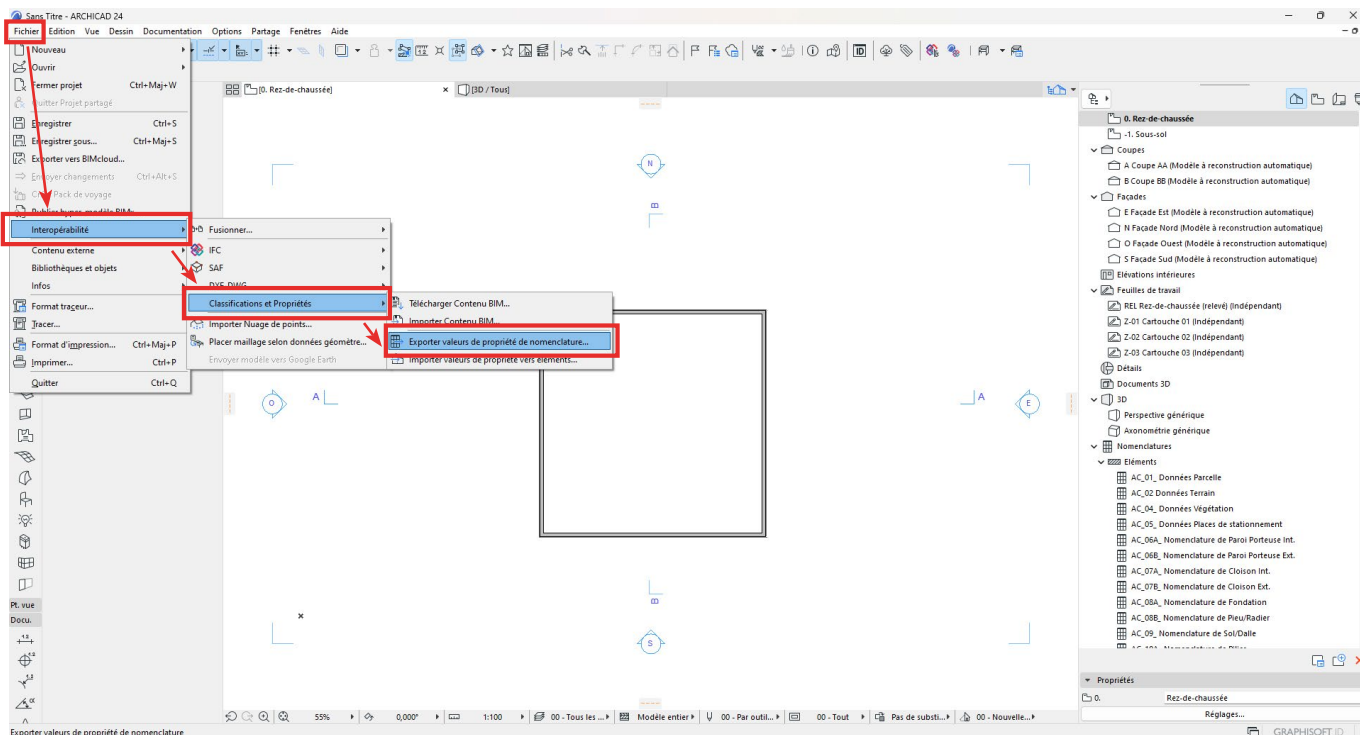 Sans Titre - ARCHICAD 24
Fichier Edition Vue Dessin Documentation Options Partage Fenêtres Aide
Nouveau
Ouvrir
Fermer projet Ctrl+Maj+W
Quitter Projet partagé
Enregistrer Ctrl+S
Enregistrer sous... Ctrl+Maj+S
Exporter vers BIMcloud...
Envoyer changements Ctrl+Alt+S
Pack de voyage
Publier hyper-modèle BIMx
Interopérabilité
Contenu externe
Bibliothèques et objets
Infos
Format traceur...
Tracer...
Format d'impression... Ctrl+Maj+P
Imprimer... Ctrl+P
Quitter Ctrl+Q
Fusionner...
IFC
SAF
DXF-DWG
Classifications et Propriétés
Importer Nuage de points...
Placer maillage selon données géomètre...
Envoyer modèle vers Google Earth
Télécharger Contenu BIM...
Importer Contenu BIM...
Exporter valeurs de propriété de nomenclature...
Importer valeurs de propriété vers éléments...
[0. Rez-de-chaussée]
[3D / Tous]
N
B
O
A
A
E
B
S
Pt. vue
Docu.
0. Rez-de-chaussée
-1. Sous-sol
Coupes
A Coupe AA (Modèle à reconstruction automatique)
B Coupe BB (Modèle à reconstruction automatique)
Façades
E Façade Est (Modèle à reconstruction automatique)
N Façade Nord (Modèle à reconstruction automatique)
O Façade Ouest (Modèle à reconstruction automatique)
S Façade Sud (Modèle à reconstruction automatique)
Elévations intérieures
Feuilles de travail
REL Rez-de-chaussée (relevé) (Indépendant)
Z-01 Cartouche 01 (Indépendant)
Z-02 Cartouche 02 (Indépendant)
Z-03 Cartouche 03 (Indépendant)
Détails
Documents 3D
3D
Perspective générique
Axonométrie générique
Nomenclatures
Eléments
AC_01_ Données Parcelle
AC_02 Données Terrain
AC_04_ Données Végétation
AC_05_ Données Places de stationnement
AC_06A_ Nomenclature de Paroi Porteuse Int.
AC_06B_ Nomenclature de Paroi Porteuse Ext.
AC_07A_ Nomenclature de Cloison Int.
AC_07B_ Nomenclature de Cloison Ext.
AC_08A_ Nomenclature de Fondation
AC_08B_ Nomenclature de Pieu/Radier
AC_09_ Nomenclature de Sol/Dalle
Propriétés
0. Rez-de-chaussée
Réglages...
55% 0,000° 1:100 00 - Tous les ... Modèle entier 00 - Par outil... 00 - Tout Pas de substi... 00 - Nouvelle...
Exporter valeurs de propriété de nomenclature
GRAPHISOFT ID